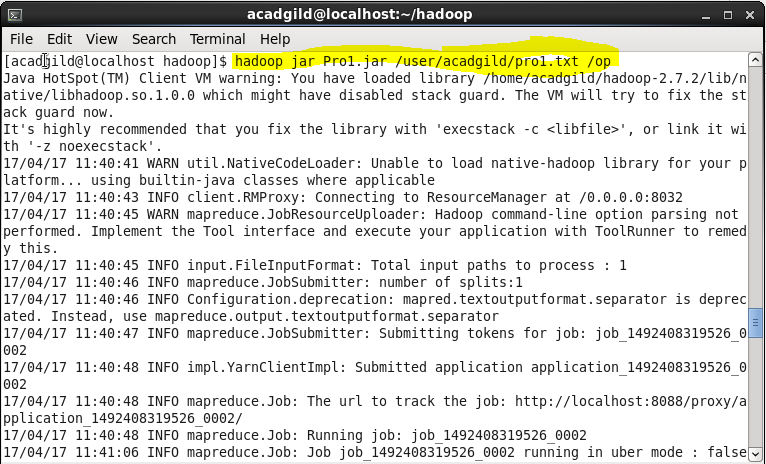 acadgild@localhost:~/hadoop
File Edit View Search Terminal Help
[acadgild@localhost hadoop]$ hadoop jar Pro1.jar /user/acadgild/pro1.txt /op
Java HotSpot(TM) Client VM warning: You have loaded library /home/acadgild/hadoop-2.7.2/lib/n
ative/libhadoop.so.1.0.0 which might have disabled stack guard. The VM will try to fix the st
ack guard now.
It's highly recommended that you fix the library with 'execstack -c <libfile>', or link it wi
th '-z noexecstack'.
17/04/17 11:40:41 WARN util.NativeCodeLoader: Unable to load native-hadoop library for your p
latform... using builtin-java classes where applicable
17/04/17 11:40:43 INFO client.RMProxy: Connecting to ResourceManager at /0.0.0.0:8032
17/04/17 11:40:45 WARN mapreduce.JobResourceUploader: Hadoop command-line option parsing not
performed. Implement the Tool interface and execute your application with ToolRunner to remed
y this.
17/04/17 11:40:45 INFO input.FileInputFormat: Total input paths to process : 1
17/04/17 11:40:46 INFO mapreduce.JobSubmitter: number of splits:1
17/04/17 11:40:46 INFO Configuration.deprecation: mapred.textoutputformat.separator is deprec
ated. Instead, use mapreduce.output.textoutputformat.separator
17/04/17 11:40:47 INFO mapreduce.JobSubmitter: Submitting tokens for job: job_1492408319526_0
002
17/04/17 11:40:48 INFO impl.YarnClientImpl: Submitted application application_1492408319526_0
002
17/04/17 11:40:48 INFO mapreduce.Job: The url to track the job: http://localhost:8088/proxy/a
pplication_1492408319526_0002/
17/04/17 11:40:48 INFO mapreduce.Job: Running job: job_1492408319526_0002
17/04/17 11:41:06 INFO mapreduce.Job: Job job_1492408319526_0002 running in uber mode : false